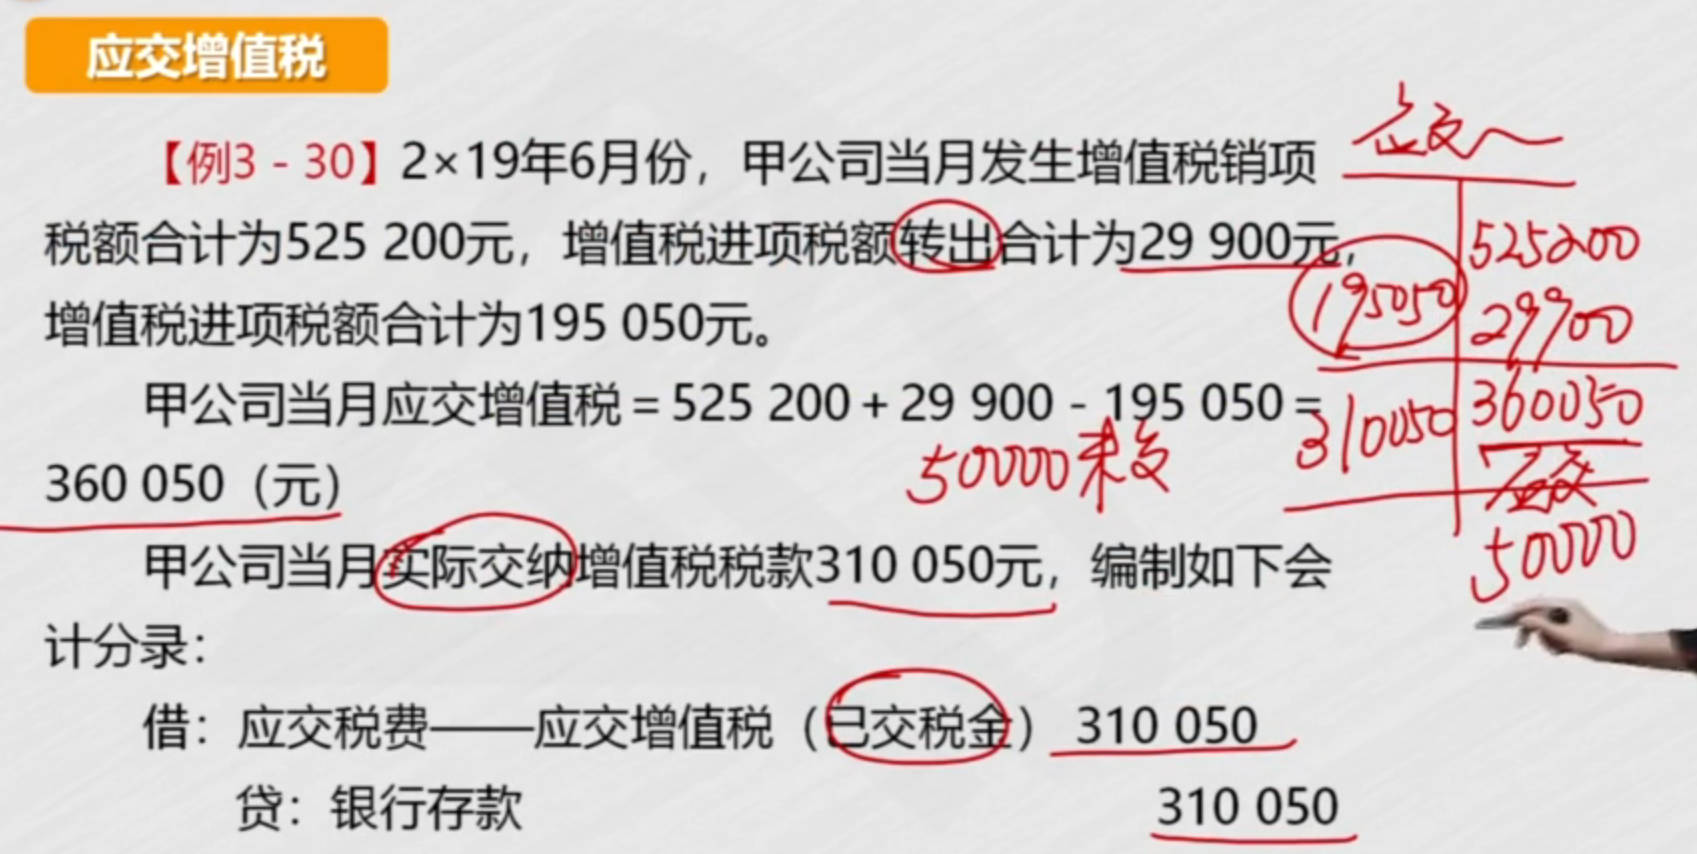 应交增值税
【例3-30】2×19年6月份，甲公司当月发生增值税销项
税额合计为525 200元，增值税进项税额转出合计为29 900元，
增值税进项税额合计为195 050元。
甲公司当月应交增值税=525 200+29 900-195 050=
360 050（元）
甲公司当月实际交纳增值税税款310 050元，编制如下会
计分录：
借：应交税费——应交增值税（已交税金） 310 050
贷：银行存款 310 050
应交
525200
195050 29900
310050 360050
应交
50000
50000未交